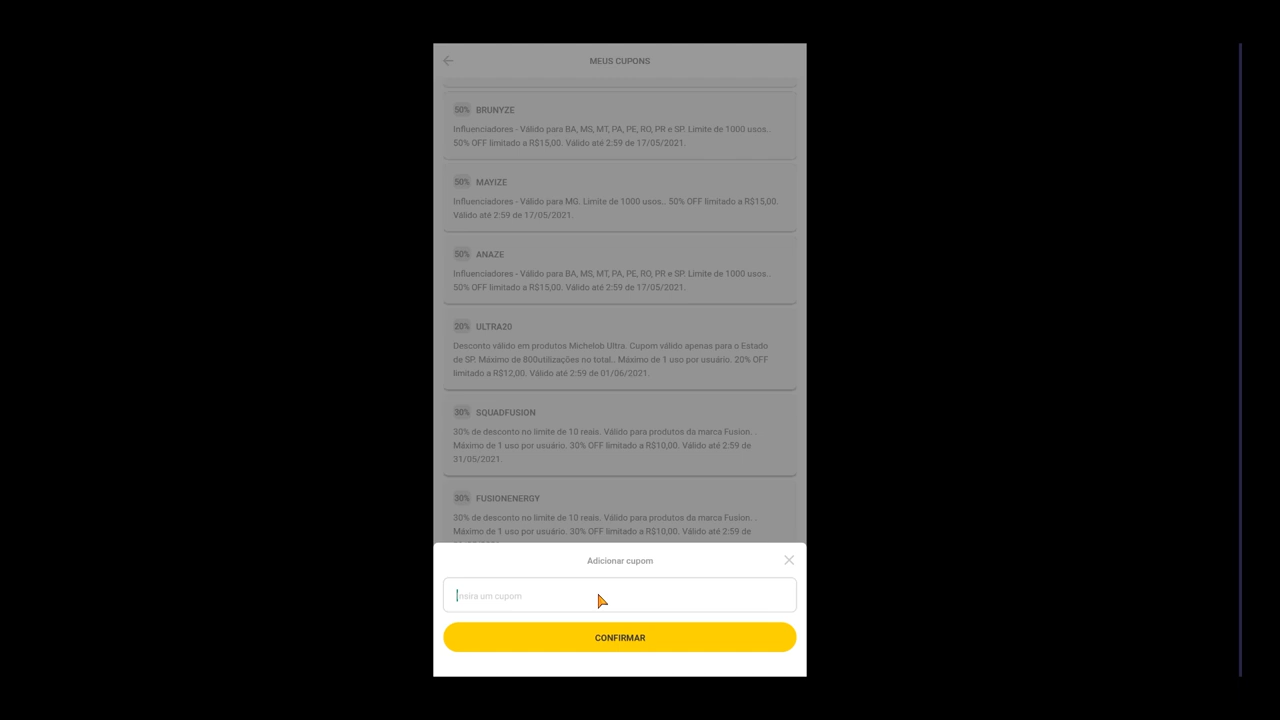 MEUS CUPONS
50% BRUNYZE
Influenciadores - Válido para BA, MS, MT, PA, PE, RO, PR e SP. Limite de 1000 usos..
50% OFF limitado a R$15,00. Válido até 2:59 de 17/05/2021.
50% MAYIZE
Influenciadores - Válido para MG. Limite de 1000 usos.. 50% OFF limitado a R$15,00.
Válido até 2:59 de 17/05/2021.
50% ANAZE
Influenciadores - Válido para BA, MS, MT, PA, PE, RO, PR e SP. Limite de 1000 usos..
50% OFF limitado a R$15,00. Válido até 2:59 de 17/05/2021.
20% ULTRA20
Desconto válido em produtos Michelob Ultra. Cupom válido apenas para o Estado
de SP. Máximo de 800utilizações no total.. Máximo de 1 uso por usuário. 20% OFF
limitado a R$12,00. Válido até 2:59 de 01/06/2021.
30% SQUADFUSION
30% de desconto no limite de 10 reais. Válido para produtos da marca Fusion. .
Máximo de 1 uso por usuário. 30% OFF limitado a R$10,00. Válido até 2:59 de
31/05/2021.
30% FUSIONENERGY
30% de desconto no limite de 10 reais. Válido para produtos da marca Fusion. .
Máximo de 1 uso por usuário. 30% OFF limitado a R$10,00. Válido até 2:59 de
Adicionar cupom
Insira um cupom
CONFIRMAR